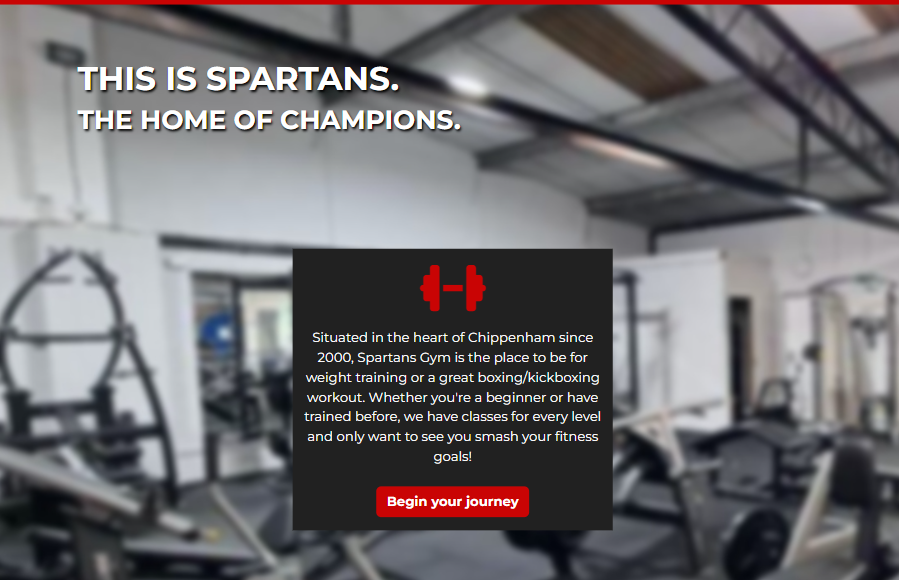 THIS IS SPARTANS.
THE HOME OF CHAMPIONS.
Situated in the heart of Chippenham since
2000, Spartans Gym is the place to be for
weight training or a great boxing/kickboxing
workout. Whether you're a beginner or have
trained before, we have classes for every level
and only want to see you smash your fitness
goals!
Begin your journey